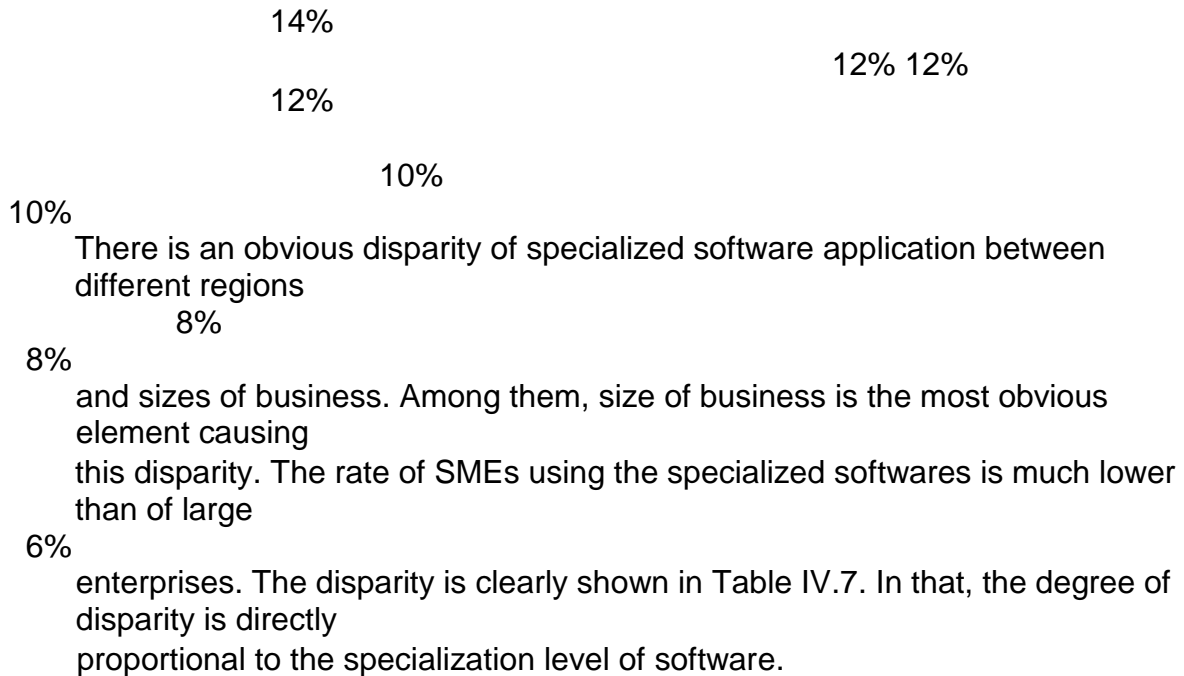 14%
12% 12%
12%
10%
10%
There is an obvious disparity of specialized software application between
different regions
8%
8%
and sizes of business. Among them, size of business is the most obvious
element causing
this disparity. The rate of SMEs using the specialized softwares is much lower
than of large
6%
enterprises. The disparity is clearly shown in Table IV.7. In that, the degree of
disparity is directly
proportional to the specialization level of software.